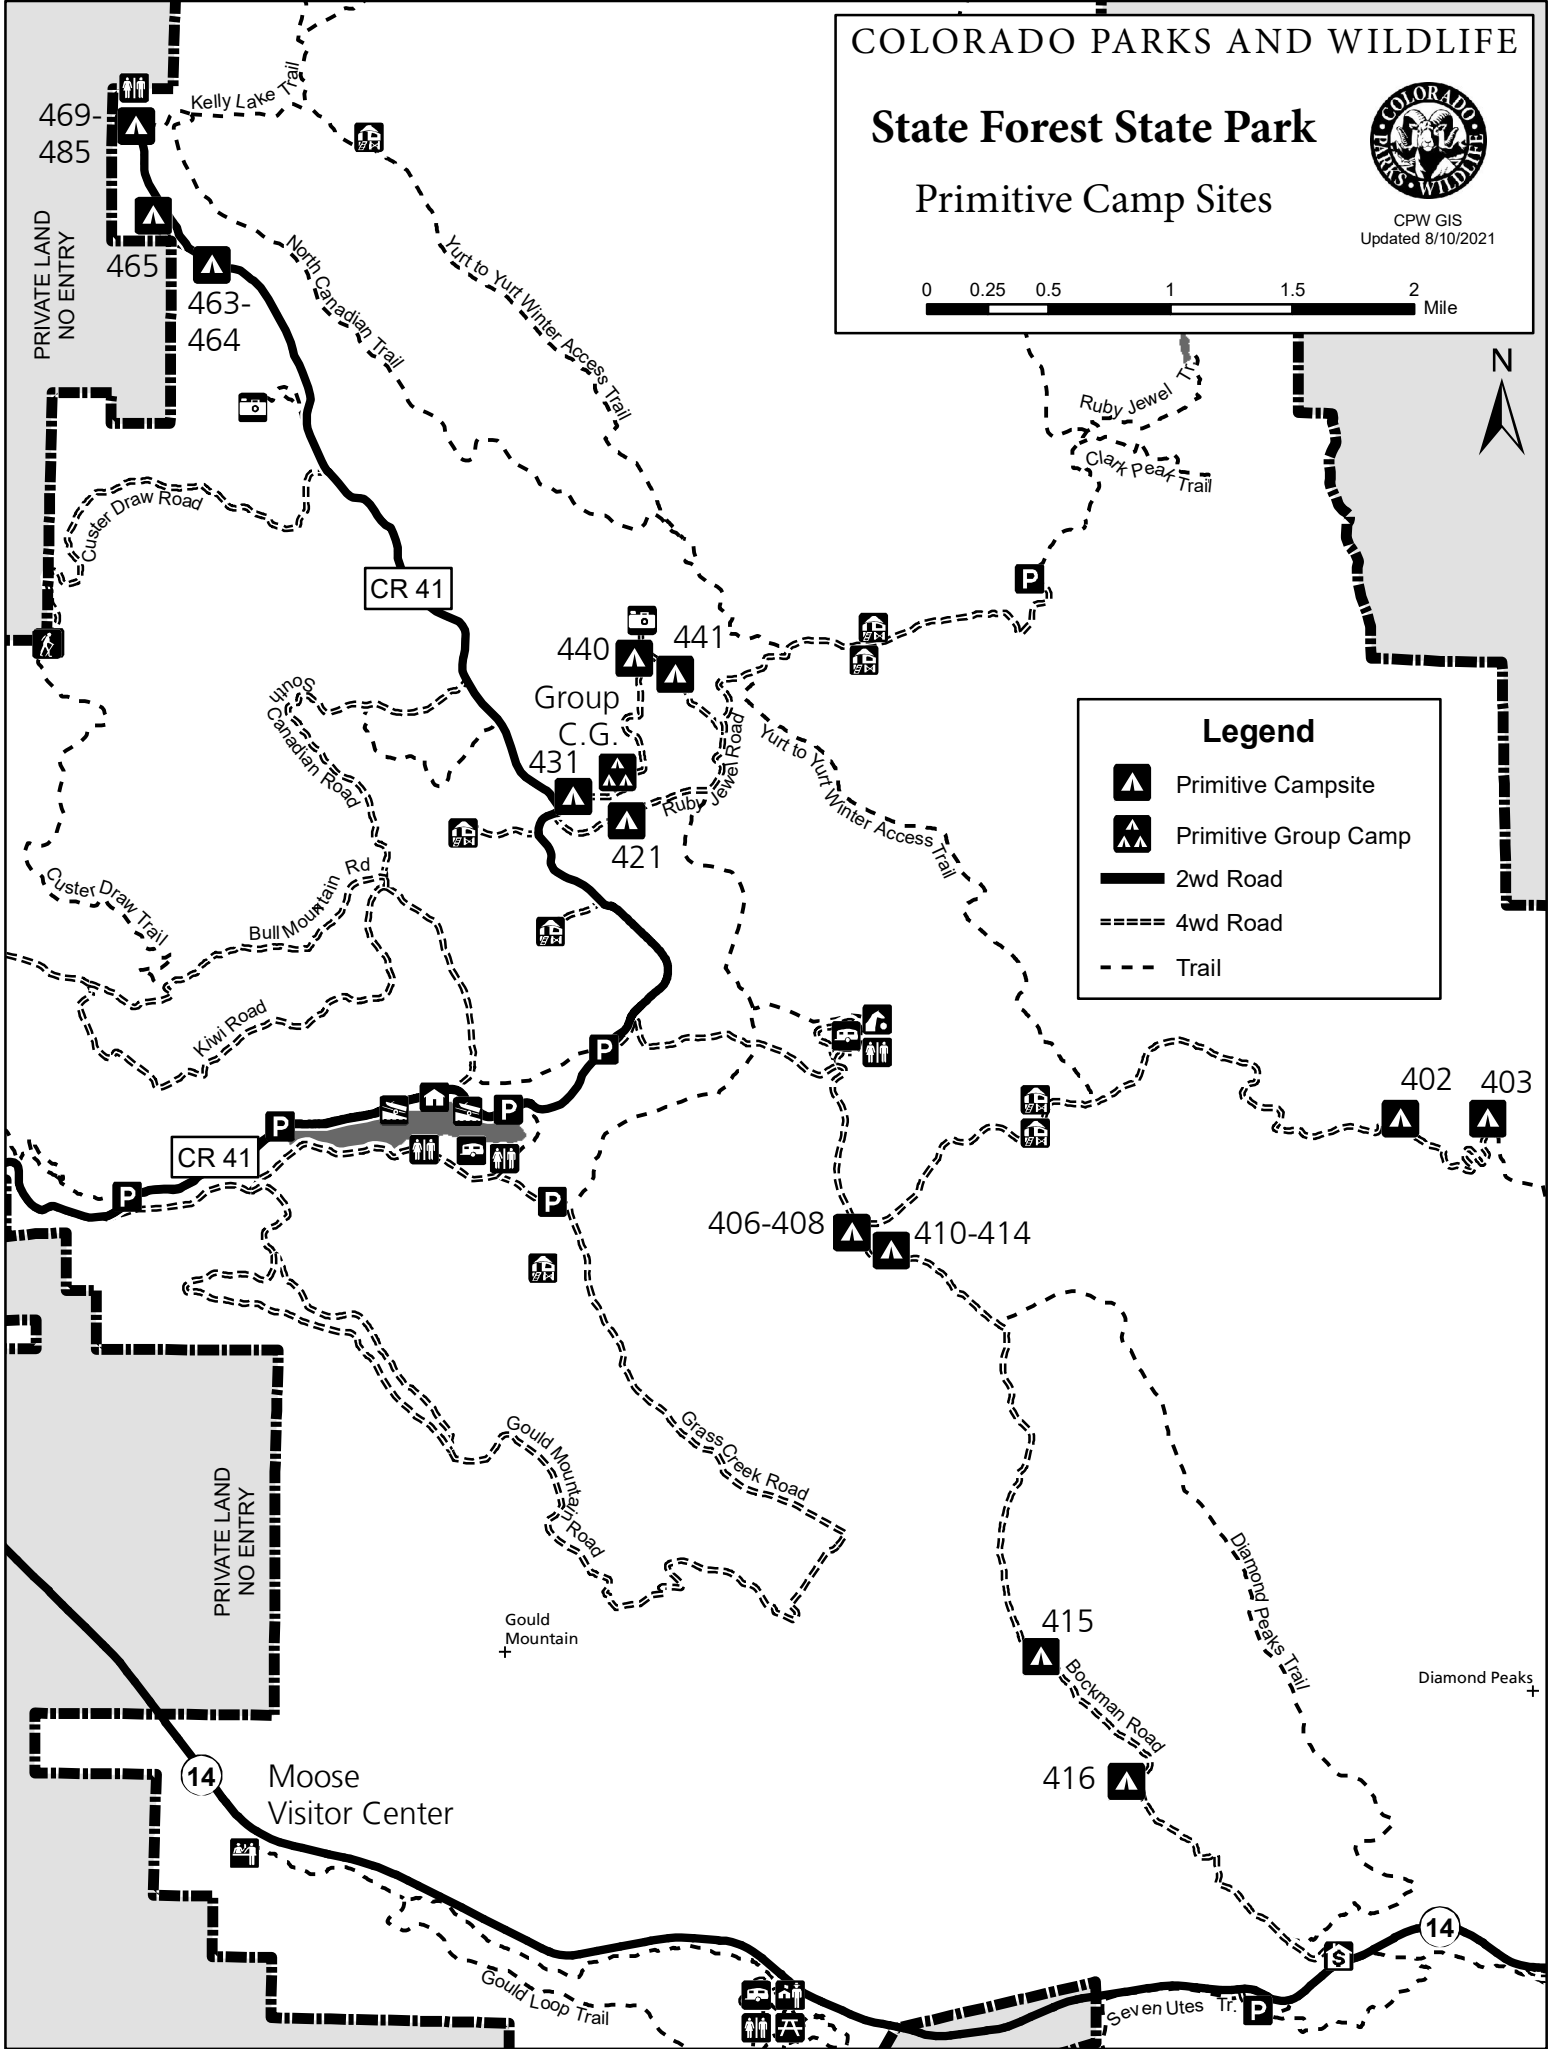 COLORADO PARKS AND WILDLIFE
State Forest State Park
Primitive Camp Sites
COLORADO
PARKS • WILDLIFE
CPW GIS
Updated 8/10/2021
0 0.25 0.5 1 1.5 2
Mile
N
Kelly Lake Trail
469-
485
465
463-
464
PRIVATE LAND
NO ENTRY
North Canadian Trail
Yurt to Yurt Winter Access Trail
Ruby Jewel Tr.
Clark Peak Trail
Custer Draw Road
CR 41
P
440
441
Group
C.G.
431
421
Ruby Jewel Road
South Canadian Road
Yurt to Yurt Winter Access Trail
Legend
Primitive Campsite
Primitive Group Camp
2wd Road
4wd Road
Trail
Custer Draw Trail
Bull Mountain Rd
Kiwi Road
P
P
P
CR 41
P
P
402
403
406-408
410-414
Grass Creek Road
Gould Mountain Road
PRIVATE LAND
NO ENTRY
Gould
Mountain
415
Bockman Road
416
Diamond Peaks Trail
Diamond Peaks
14
Moose
Visitor Center
14
$
Gould Loop Trail
Seven Utes Tr.
P